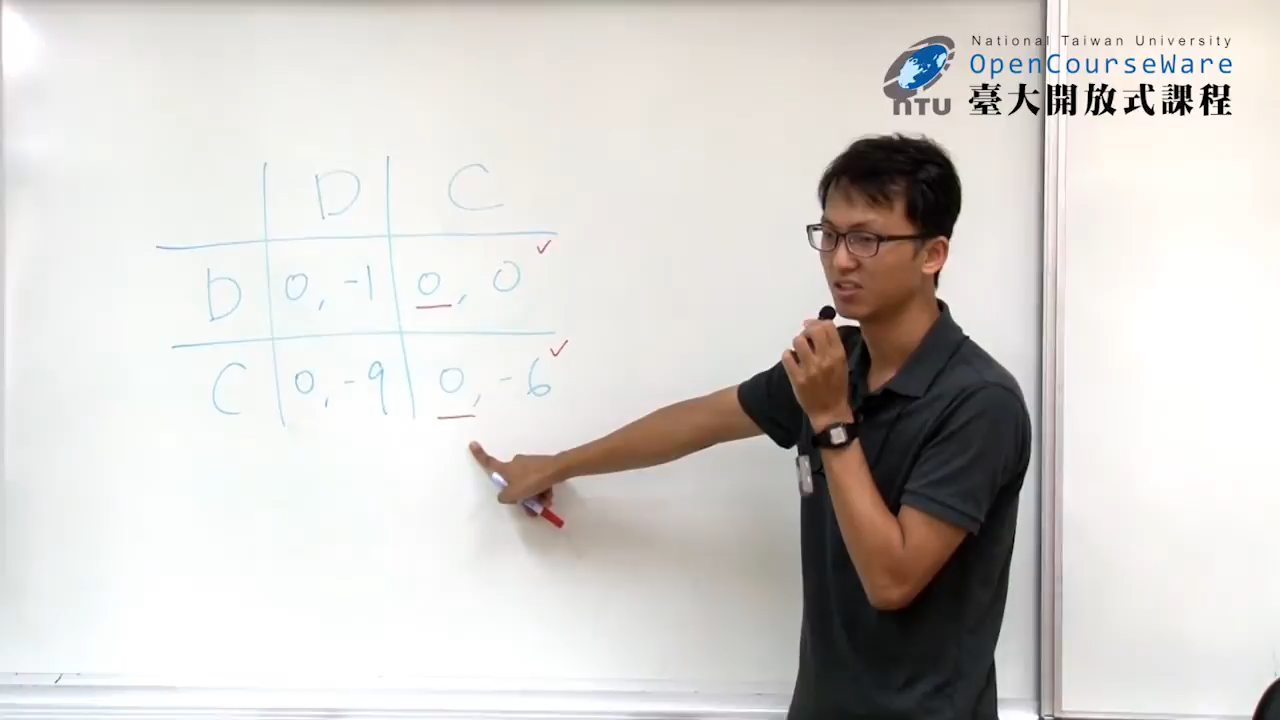 National Taiwan University
OpenCourseWare
NTU 臺大開放式課程
D C
D 0, -1 0, 0 ✓
C 0, -9 0, -6 ✓